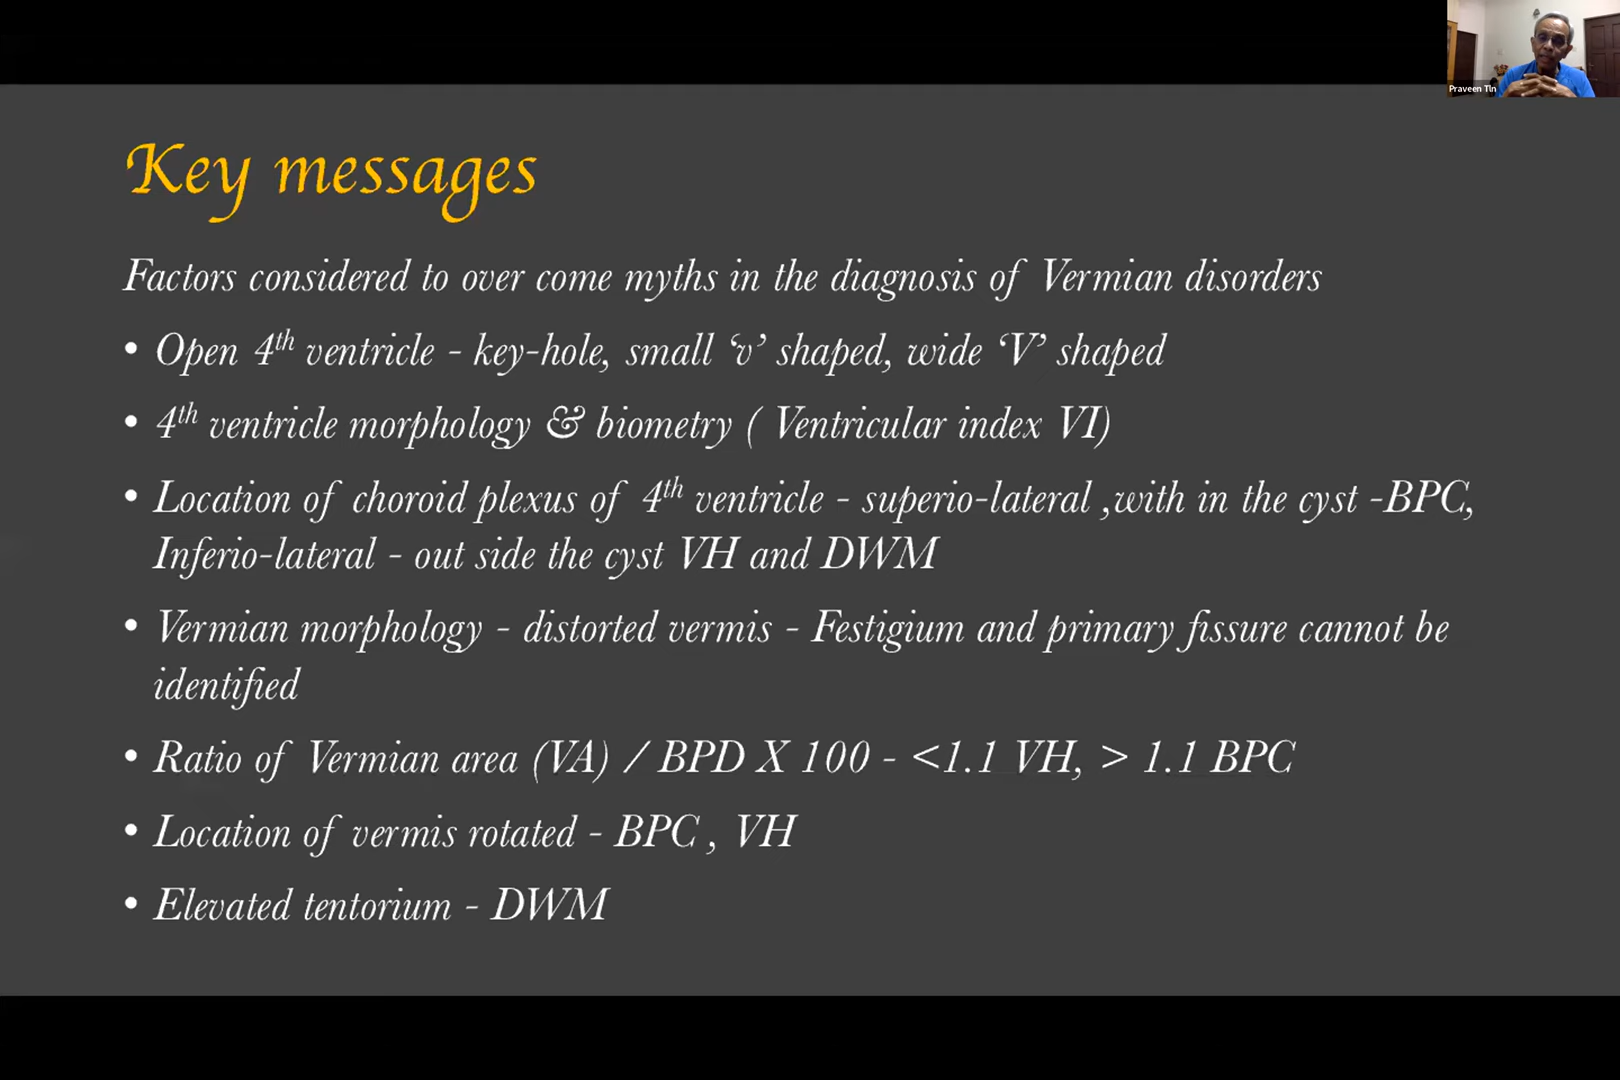 Praveen Tln
Key messages
Factors considered to over come myths in the diagnosis of Vermian disorders
• Open 4th ventricle - key-hole, small ‘v’ shaped, wide ‘V’ shaped
• 4th ventricle morphology & biometry ( Ventricular index VI)
• Location of choroid plexus of 4th ventricle - superio-lateral ,with in the cyst -BPC,
Inferio-lateral - out side the cyst VH and DWM
• Vermian morphology - distorted vermis - Festigium and primary fissure cannot be
identified
• Ratio of Vermian area (VA) / BPD X 100 - <1.1 VH, > 1.1 BPC
• Location of vermis rotated - BPC , VH
• Elevated tentorium - DWM